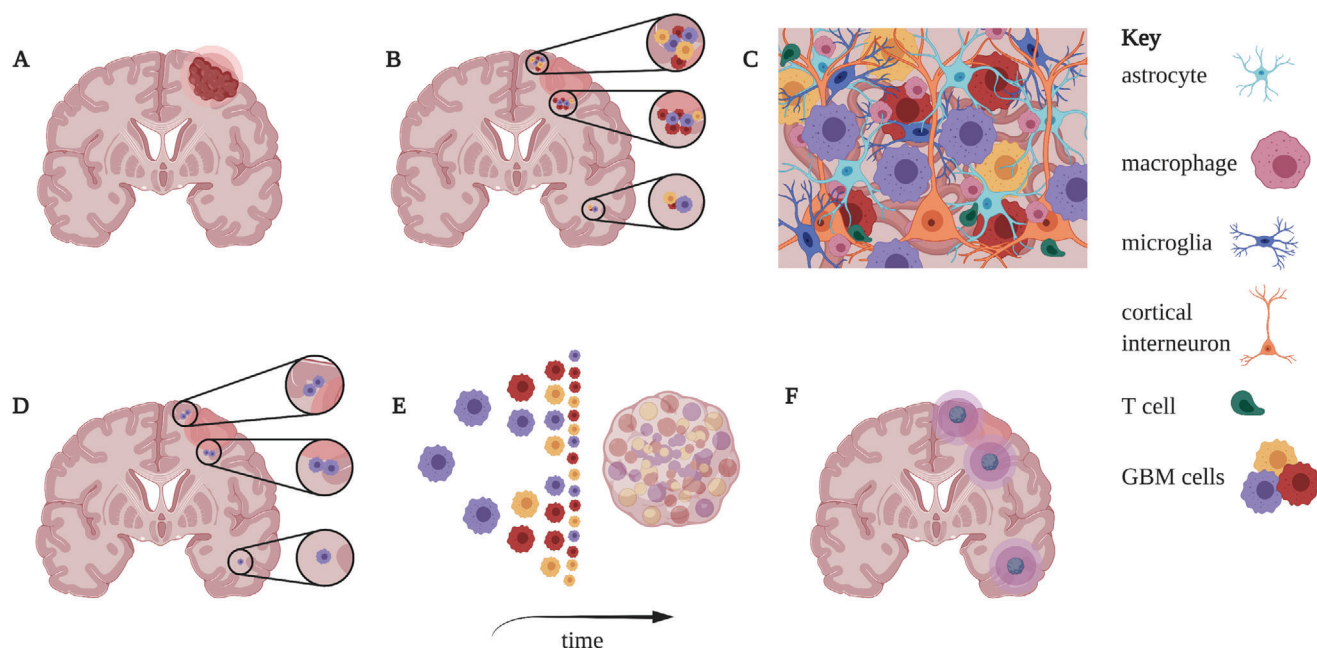 A
B
C
Key
astrocyte
macrophage
microglia
cortical
interneuron
T cell
GBM cells
D
E
F
time